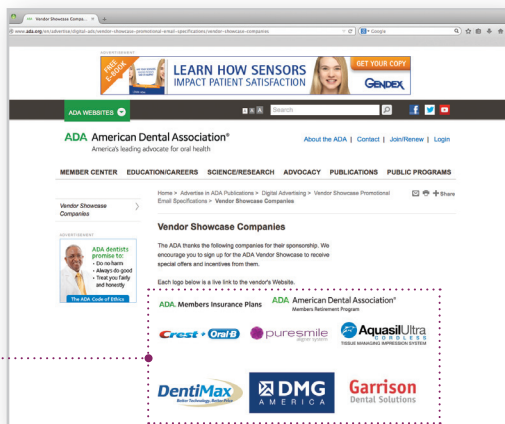 Vendor Showcase Compa...
www.ada.org/en/advertise/digital-ads/vendor-showcase-promotional-email-specifications/vendor-showcase-companies
Google
ADVERTISEMENT
FREE
E-BOOK
LEARN HOW SENSORS
IMPACT PATIENT SATISFACTION
GET YOUR COPY
GENDEX
ADA WEBSITES
A A A
Search
ADA American Dental Association®
America's leading advocate for oral health
About the ADA | Contact | Join/Renew | Login
MEMBER CENTER EDUCATION/CAREERS SCIENCE/RESEARCH ADVOCACY PUBLICATIONS PUBLIC PROGRAMS
Home > Advertise in ADA Publications > Digital Advertising > Vendor Showcase Promotional
Email Specifications > Vendor Showcase Companies
Share
Vendor Showcase
Companies
ADVERTISEMENT
ADA dentists
promise to:
• Do no harm
• Always do good
• Treat you fairly
and honestly
The ADA Code of Ethics
Vendor Showcase Companies
The ADA thanks the following companies for their sponsorship. We
encourage you to sign up for the ADA Vendor Showcase to receive
special offers and incentives from them.
Each logo below is a live link to the vendor's Website.
ADA. Members Insurance Plans
ADA American Dental Association®
Members Retirement Program
Crest + Oral-B
puresmile
aligner system
AquasilUltra
CORDLESS
TISSUE MANAGING IMPRESSION SYSTEM
DentiMax
Better Technology, Better Price
DMG
AMERICA
Garrison
Dental Solutions